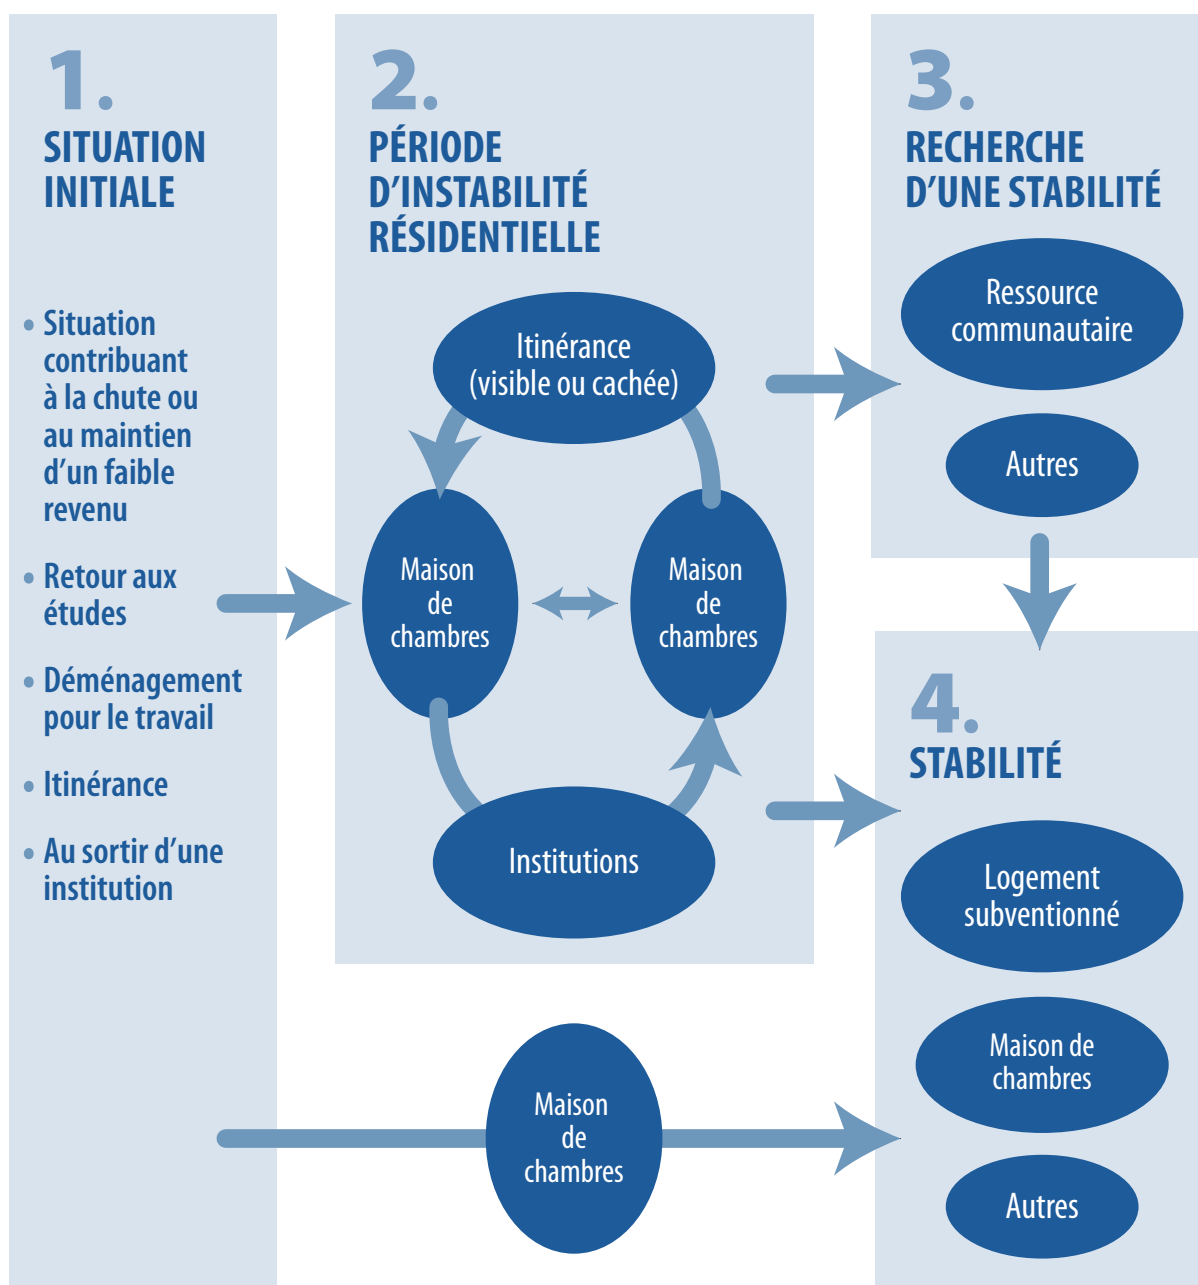 1.
SITUATION
INITIALE
• Situation
contribuant
à la chute ou
au maintien
d'un faible
revenu
• Retour aux
études
• Déménagement
pour le travail
• Itinérance
• Au sortir d'une
institution
2.
PÉRIODE
D'INSTABILITÉ
RÉSIDENTIELLE
Itinérance
(visible ou cachée)
Maison
de
chambres
Maison
de
chambres
Institutions
Maison
de
chambres
3.
RECHERCHE
D'UNE STABILITÉ
Ressource
communautaire
Autres
4.
STABILITÉ
Logement
subventionné
Maison de
chambres
Autres